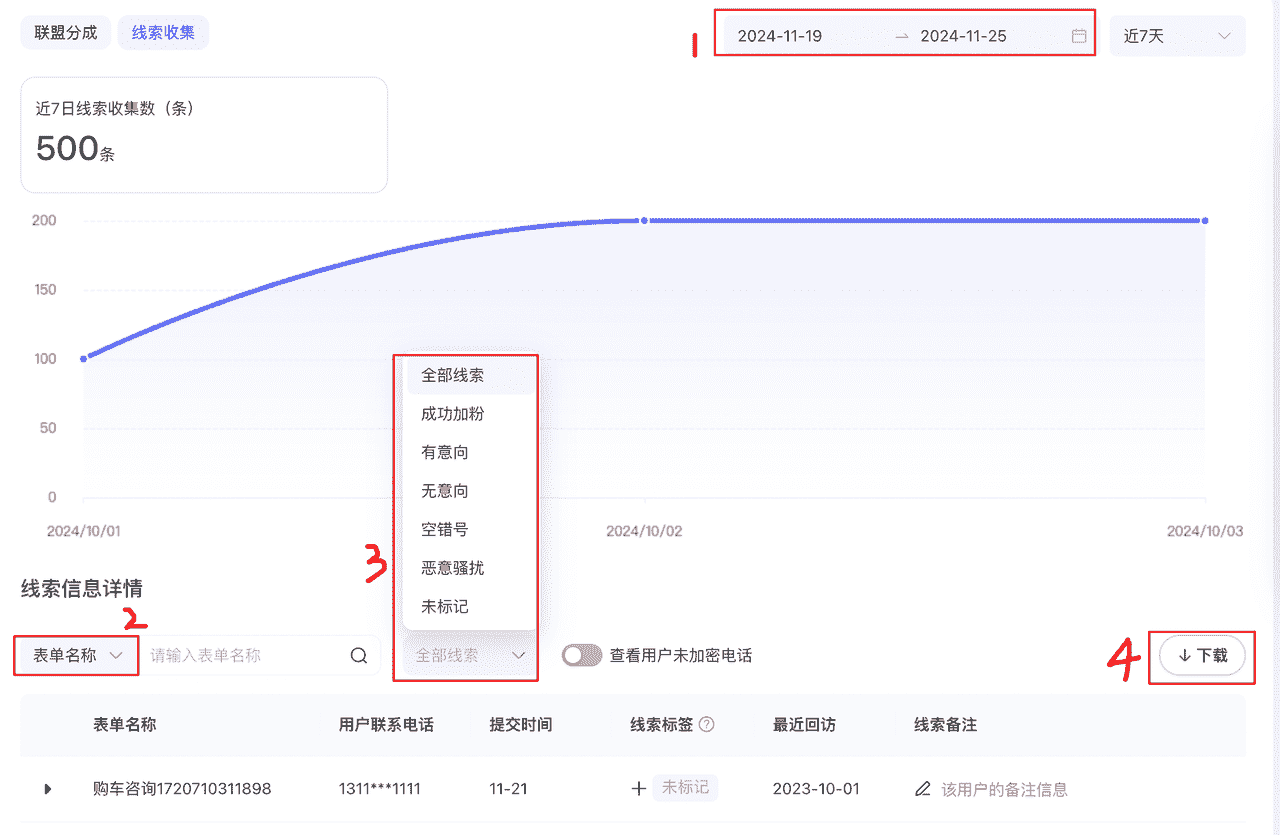 联盟分成 线索收集 1 2024-11-19 → 2024-11-25 近7天
近7日线索收集数（条）
500条
200
150
100
50
0
2024/10/01 2024/10/02 2024/10/03
全部线索
成功加粉
有意向
无意向
空错号
恶意骚扰
未标记
3
线索信息详情
2
表单名称 请输入表单名称 全部线索 查看用户未加密电话 4 ↓下载
表单名称 用户联系电话 提交时间 线索标签? 最近回访 线索备注
购车咨询1720710311898 1311***1111 11-21 + 未标记 2023-10-01 该用户的备注信息